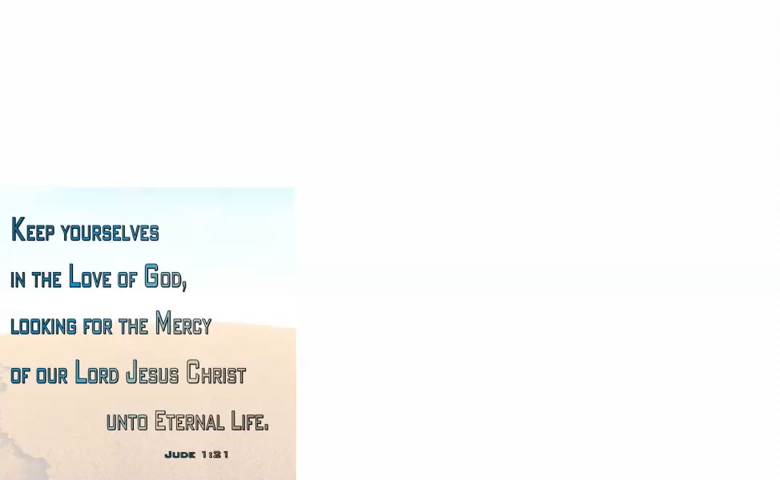 Keep yourselves
in the Love of God,
looking for the Mercy
of our Lord Jesus Christ
unto Eternal Life.
Jude 1:21